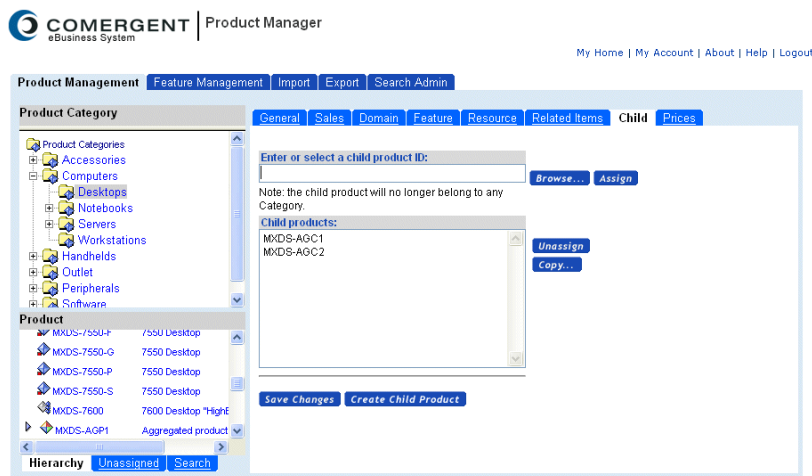 COMERGENT
eBusiness System
Product Manager
My Home | My Account | About | Help | Logout
Product Management
Feature Management
Import
Export
Search Admin
Product Category
Product Categories
Accessories
Computers
Desktops
Notebooks
Servers
Workstations
Handhelds
Outlet
Peripherals
Software
Product
MXDS-7550-F 7550 Desktop
MXDS-7550-G 7550 Desktop
MXDS-7550-P 7550 Desktop
MXDS-7550-S 7550 Desktop
MXDS-7600 7600 Desktop "HighE
MXDS-AGP1 Aggregated product
Hierarchy Unassigned Search
General Sales Domain Feature Resource Related Items Child Prices
Enter or select a child product ID:
Browse... Assign
Note: the child product will no longer belong to any
Category.
Child products:
MXDS-AGC1
MXDS-AGC2
Unassign
Copy...
Save Changes Create Child Product